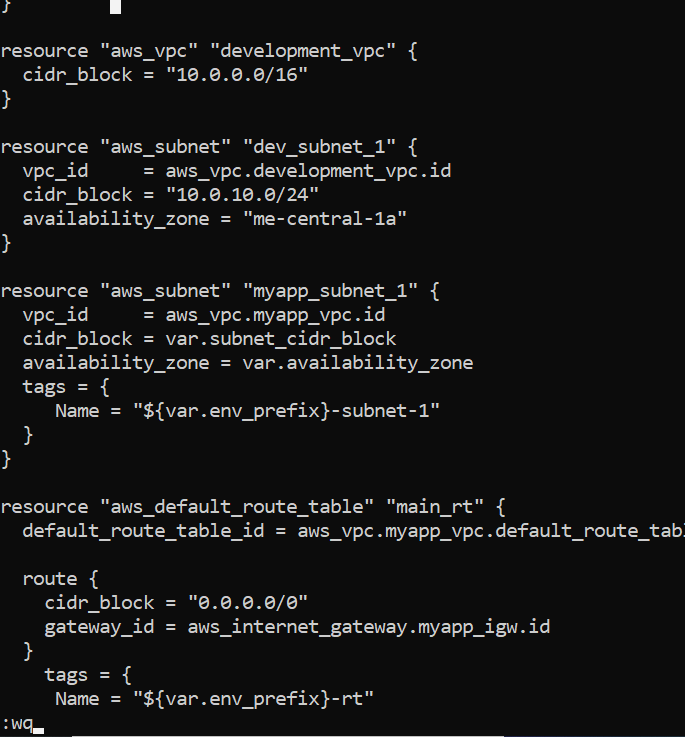 }
resource "aws_vpc" "development_vpc" {
  cidr_block = "10.0.0.0/16"
}
resource "aws_subnet" "dev_subnet_1" {
  vpc_id     = aws_vpc.development_vpc.id
  cidr_block = "10.0.10.0/24"
  availability_zone = "me-central-1a"
}
resource "aws_subnet" "myapp_subnet_1" {
  vpc_id     = aws_vpc.myapp_vpc.id
  cidr_block = var.subnet_cidr_block
  availability_zone = var.availability_zone
  tags = {
     Name = "${var.env_prefix}-subnet-1"
  }
}
resource "aws_default_route_table" "main_rt" {
  default_route_table_id = aws_vpc.myapp_vpc.default_route_tabl
  route {
    cidr_block = "0.0.0.0/0"
    gateway_id = aws_internet_gateway.myapp_igw.id
  }
    tags = {
     Name = "${var.env_prefix}-rt"
:wq